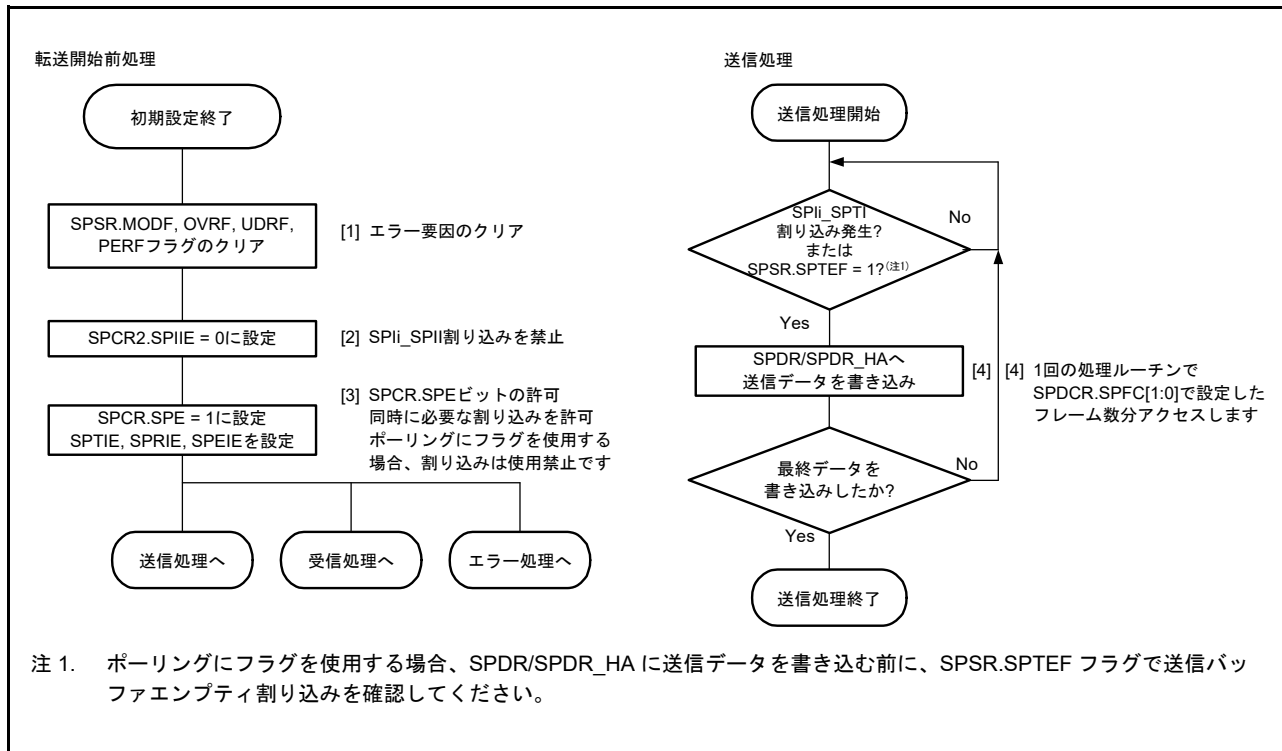 転送開始前処理
初期設定終了
SPSR.MODF, OVRF, UDRF,
PERFフラグのクリア
[1] エラー要因のクリア
SPCR2.SPIIE = 0に設定
[2] SPIi_SPII割り込みを禁止
SPCR.SPE = 1に設定
SPTIE, SPRIE, SPEIEを設定
[3] SPCR.SPEビットの許可
同時に必要な割り込みを許可
ポーリングにフラグを使用する
場合、割り込みは使用禁止です
送信処理へ
受信処理へ
エラー処理へ
送信処理
送信処理開始
SPIi_SPTI
割り込み発生?
または
SPSR.SPTEF = 1?(注1)
No
Yes
SPDR/SPDR_HAへ
送信データを書き込み
[4]
[4] 1回の処理ルーチンで
SPDCR.SPFC[1:0]で設定した
フレーム数分アクセスします
最終データを
書き込みしたか?
No
Yes
送信処理終了
注 1. ポーリングにフラグを使用する場合、SPDR/SPDR_HA に送信データを書き込む前に、SPSR.SPTEF フラグで送信バッ
ファエンプティ割り込みを確認してください。